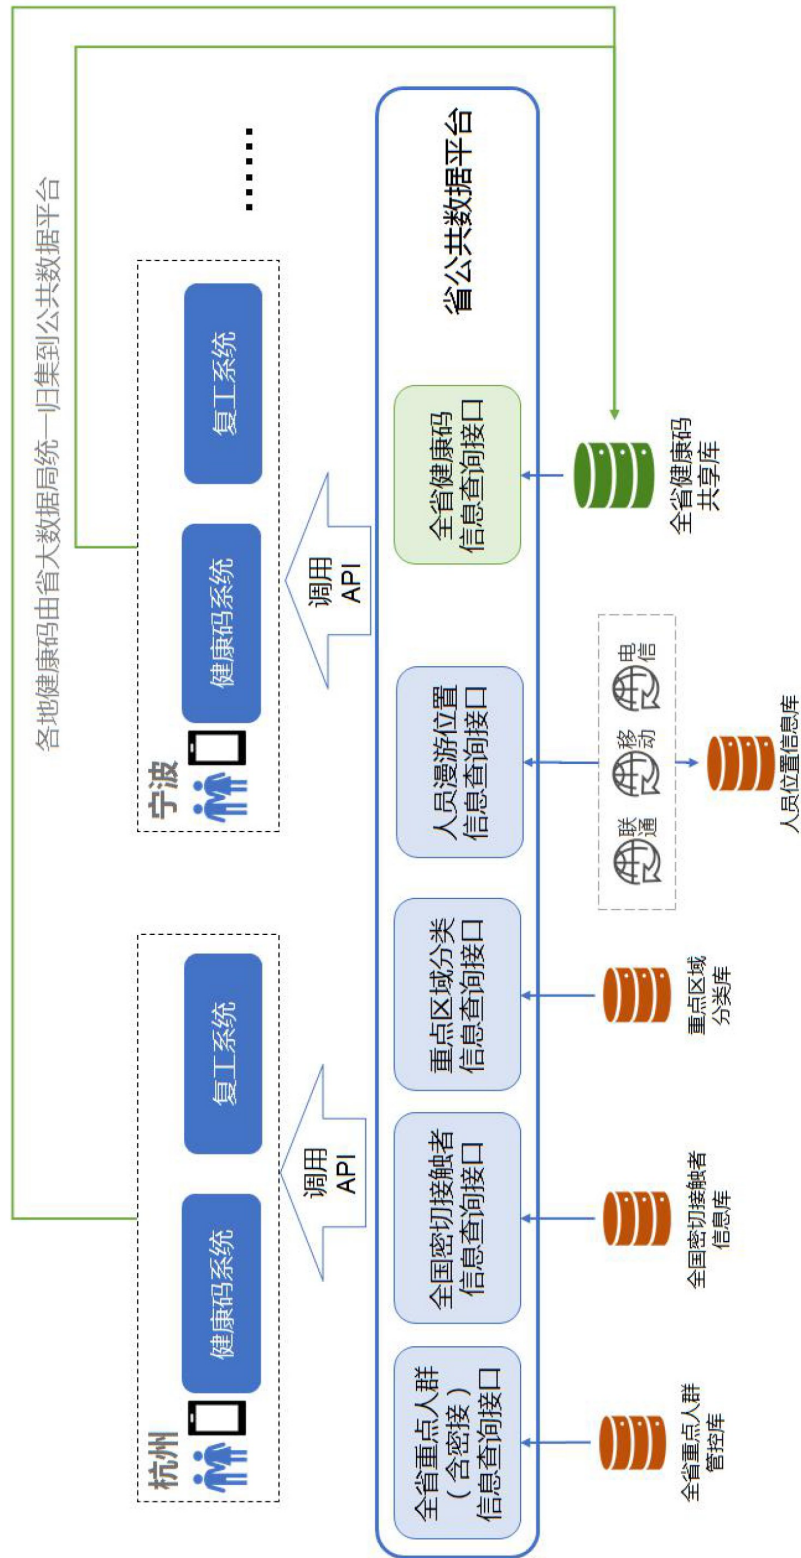 各地健康码由省大数据局统一归集到公共数据平台
杭州
健康码系统
复工系统
宁波
健康码系统
复工系统
……
调用
API
调用
API
全省重点人群
（含密接）
信息查询接口
全国密切接触者
信息查询接口
重点区域分类
信息查询接口
人员漫游位置
信息查询接口
全省健康码
信息查询接口
省公共数据平台
联通
移动
电信
全省重点人群
管控库
全国密切接触者
信息库
重点区域
分类库
人员位置信息库
全省健康码
共享库